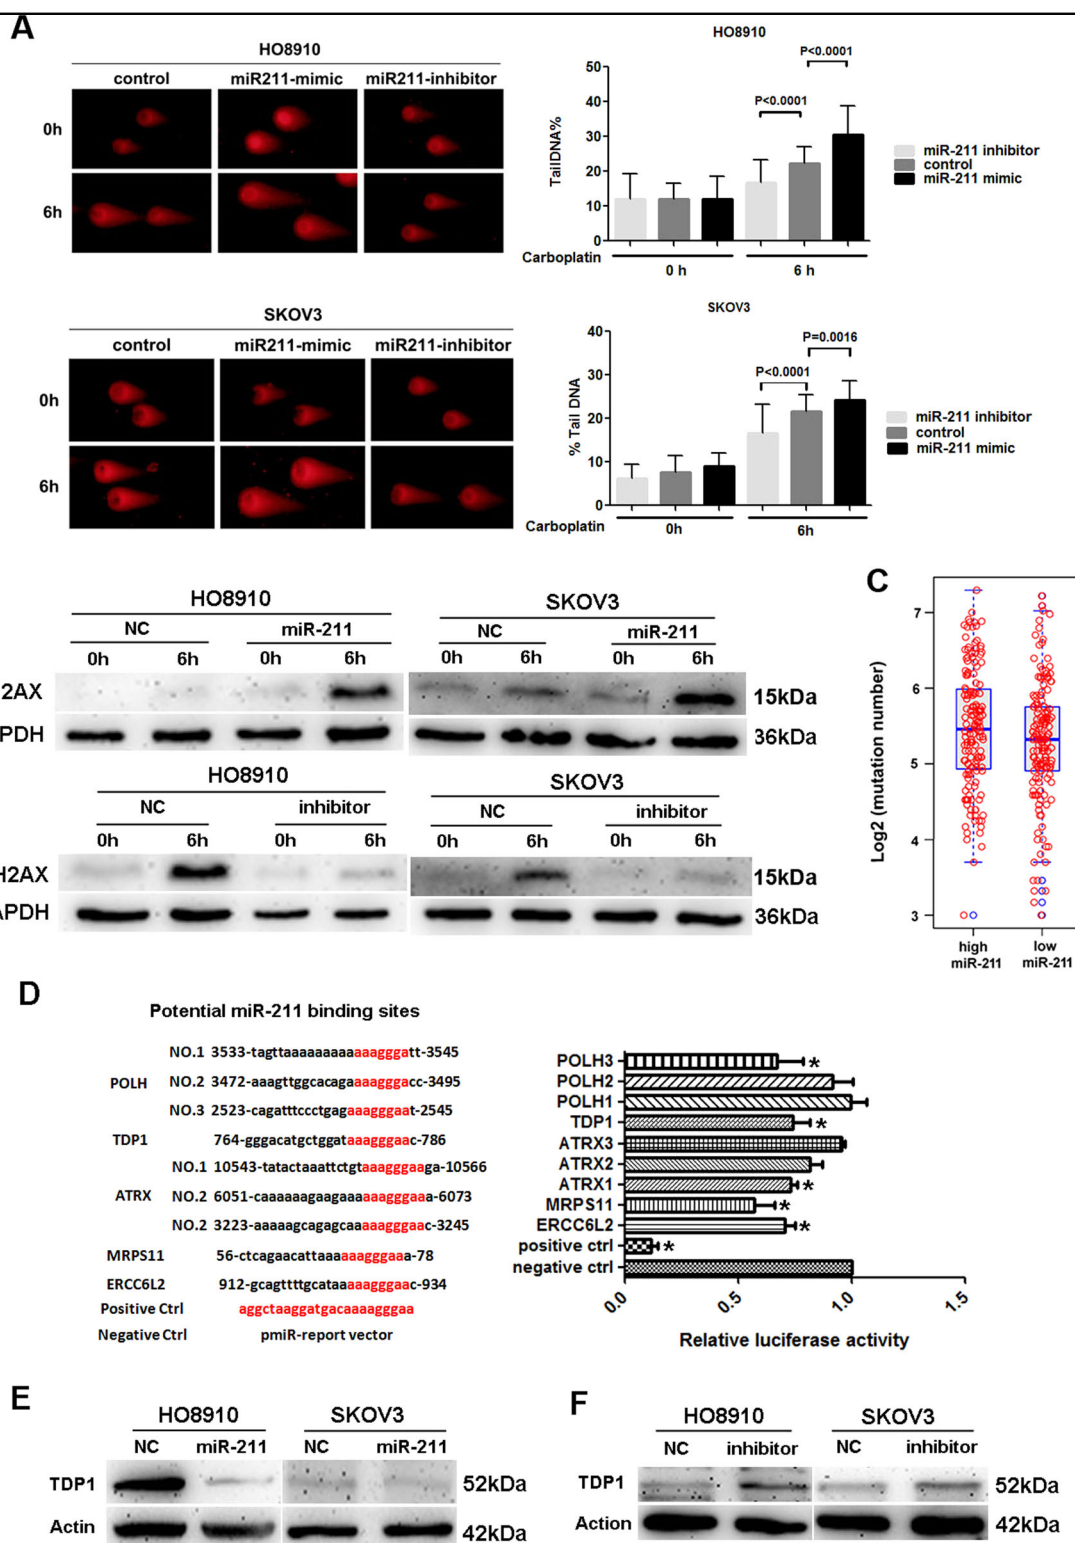 A
HO8910
control miR211-mimic miR211-inhibitor
0h
6h
HO8910
TailDNA%
50
40
30
20
10
0
P<0.0001
P<0.0001
miR-211 inhibitor
control
miR-211 mimic
Carboplatin
0 h 6 h
SKOV3
control miR211-mimic miR211-inhibitor
0h
6h
SKOV3
% Tail DNA
40
30
20
10
0
P=0.0016
P<0.0001
miR-211 inhibitor
control
miR-211 mimic
Carboplatin
0h 6h
HO8910 SKOV3
NC miR-211 NC miR-211
0h 6h 0h 6h 0h 6h 0h 6h
2AX 15kDa
PDH 36kDa
HO8910 SKOV3
NC inhibitor NC inhibitor
0h 6h 0h 6h 0h 6h 0h 6h
H2AX 15kDa
APDH 36kDa
C
Log2 (mutation number)
7
6
5
4
3
high miR-211
low miR-211
D
Potential miR-211 binding sites
POLH
NO.1 3533-tagttaaaaaaaaaaaagggatt-3545
NO.2 3472-aaagttggcacagaaaagggacc-3495
NO.3 2523-cagatttccctgagaaagggaat-2545
TDP1 764-gggacatgctggataaagggaac-786
ATRX
NO.1 10543-tatactaaattctgtaaagggaaga-10566
NO.2 6051-caaaaaagaagaaaaaagggaaa-6073
NO.2 3223-aaaaagcagagcaaaaagggaac-3245
MRPS11 56-ctcagaacattaaaaaagggaaa-78
ERCC6L2 912-gcagttttgcataaaaagggaac-934
Positive Ctrl aggctaaggatgacaaaagggaa
Negative Ctrl pmiR-report vector
POLH3 *
POLH2
POLH1
TDP1 *
ATRX3
ATRX2
ATRX1 *
MRPS11 *
ERCC6L2 *
positive ctrl *
negative ctrl
0.0 0.5 1.0 1.5
Relative luciferase activity
E
HO8910 SKOV3
NC miR-211 NC miR-211
TDP1 52kDa
Actin 42kDa
F
HO8910 SKOV3
NC inhibitor NC inhibitor
TDP1 52kDa
Action 42kDa